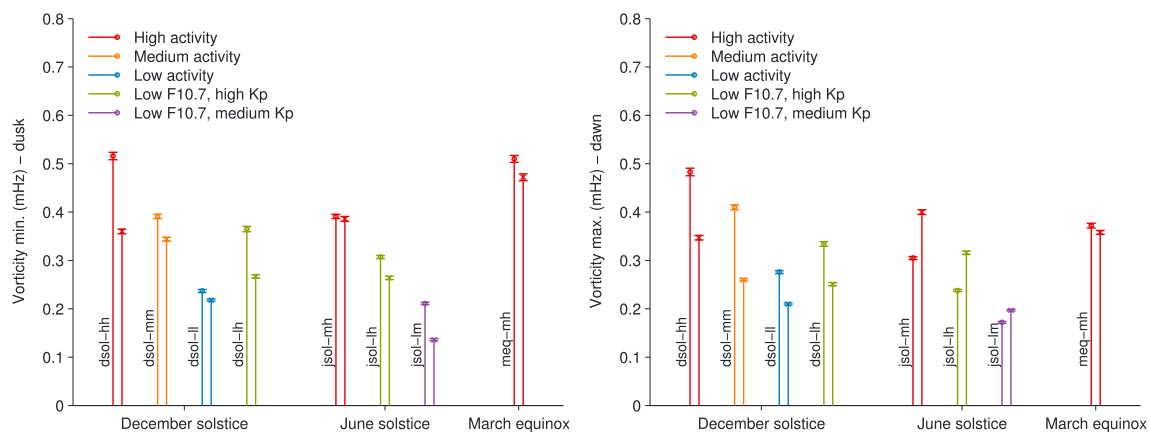 Vorticity min. (mHz) – dusk
0.8
0.7
0.6
0.5
0.4
0.3
0.2
0.1
0
High activity
Medium activity
Low activity
Low F10.7, high Kp
Low F10.7, medium Kp
dsol–hh
dsol–mm
dsol–ll
dsol–lh
jsol–mh
jsol–lh
jsol–lm
meq–mh
December solstice
June solstice
March equinox
Vorticity max. (mHz) – dawn
0.8
0.7
0.6
0.5
0.4
0.3
0.2
0.1
0
High activity
Medium activity
Low activity
Low F10.7, high Kp
Low F10.7, medium Kp
dsol–hh
dsol–mm
dsol–ll
dsol–lh
jsol–mh
jsol–lh
jsol–lm
meq–mh
December solstice
June solstice
March equinox